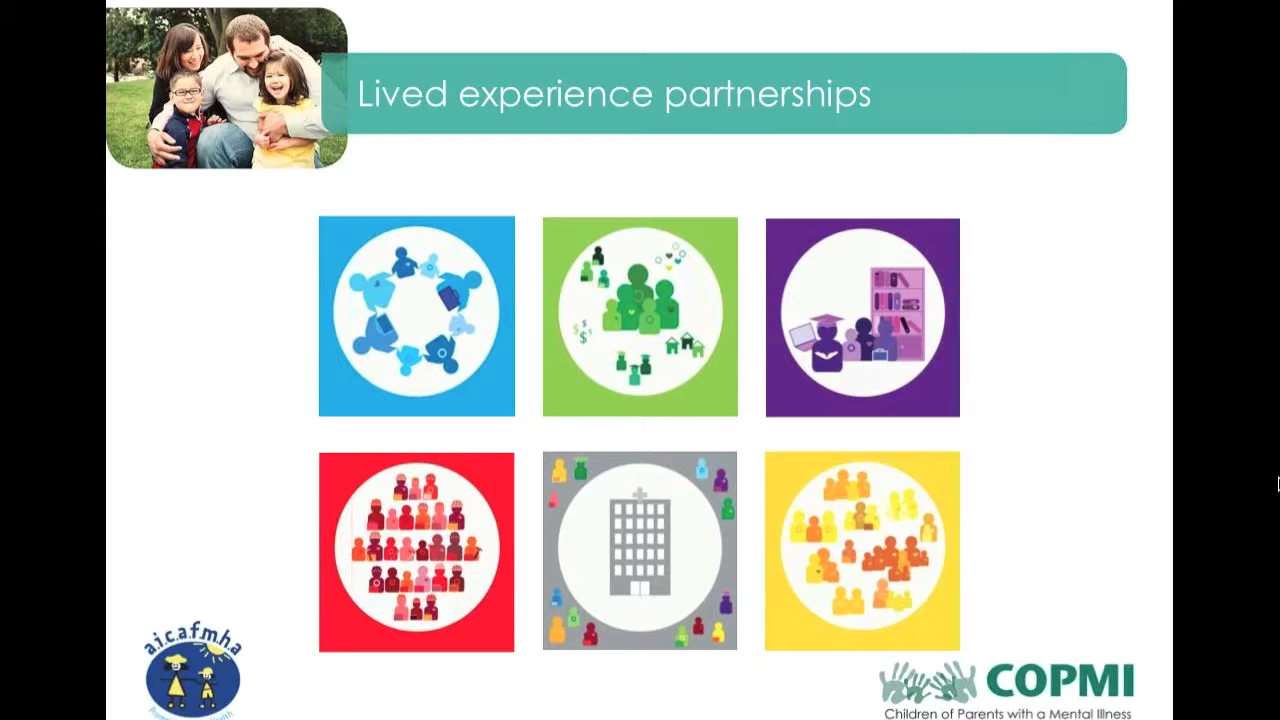 Lived experience partnerships
a.i.c.a.f.m.h.a
COPMI
Children of Parents with a Mental Illness